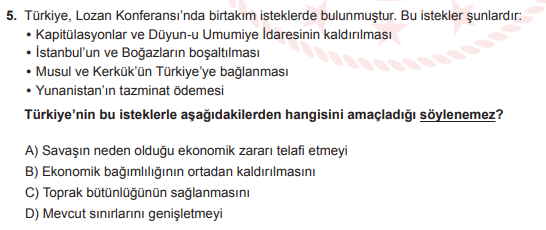 5. Türkiye, Lozan Konferansı’nda birtakım isteklerde bulunmuştur. Bu istekler şunlardır:
• Kapitülasyonlar ve Düyun-u Umumiye İdaresinin kaldırılması
• İstanbul’un ve Boğazların boşaltılması
• Musul ve Kerkük’ün Türkiye’ye bağlanması
• Yunanistan’ın tazminat ödemesi
Türkiye’nin bu isteklerle aşağıdakilerden hangisini amaçladığı söylenemez?
A) Savaşın neden olduğu ekonomik zararı telafi etmeyi
B) Ekonomik bağımlılığının ortadan kaldırılmasını
C) Toprak bütünlüğünün sağlanmasını
D) Mevcut sınırlarını genişletmeyi